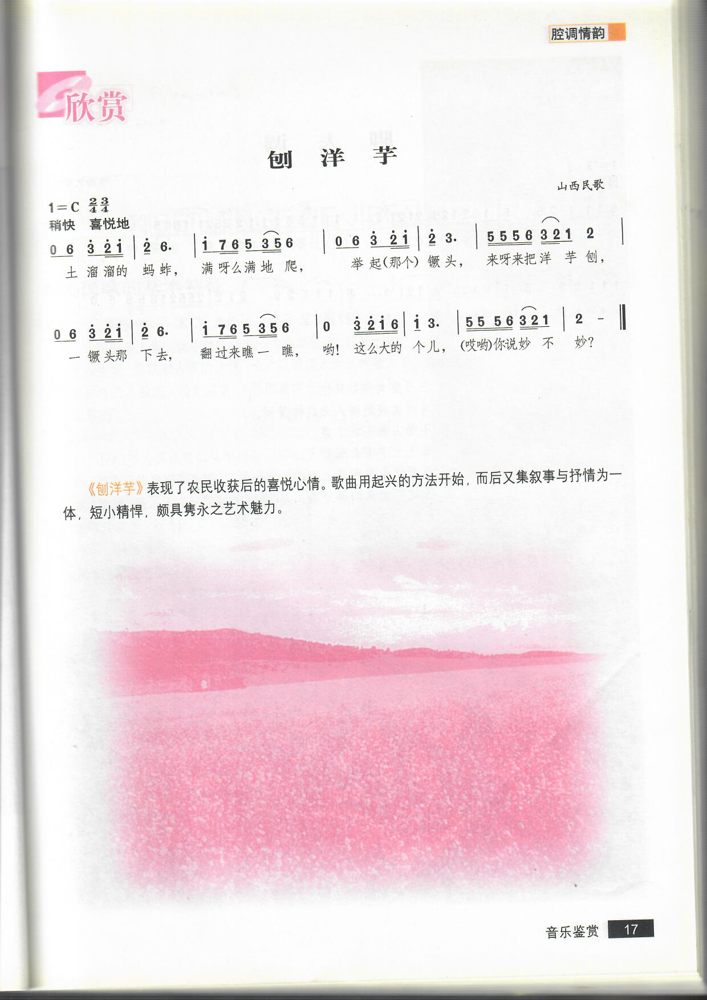 腔调情韵
欣赏
刨 洋 芋
山西民歌
1=C 2/4 3/4
稍快 喜悦地
0 6 3̇ 2̇ 1̇ | 2̇ 6. | 1̇ 7 6 5 3 5 6 | 0 6 3̇ 2̇ 1̇ | 2̇ 3. | 5 5 5 6 3 2 1 2 |
土 溜 溜的 蚂 蚱， 满 呀么满 地 爬， 举 起(那个) 镢 头， 来呀来把洋 芋 刨，
0 6 3̇ 2̇ 1̇ | 2̇ 6. | 1̇ 7 6 5 3 5 6 | 0 3̇ 2̇ 1̇ 6 | 1̇ 3. | 5 5 5 6 3 2 1 | 2 - ‖
一 镢 头那 下 去， 翻 过来瞧 一 瞧， 哟! 这么大的 个 儿， (哎哟)你说妙 不 妙?
《刨洋芋》表现了农民收获后的喜悦心情。歌曲用起兴的方法开始，而后又集叙事与抒情为一
体，短小精悍，颇具隽永之艺术魅力。
音乐鉴赏 17